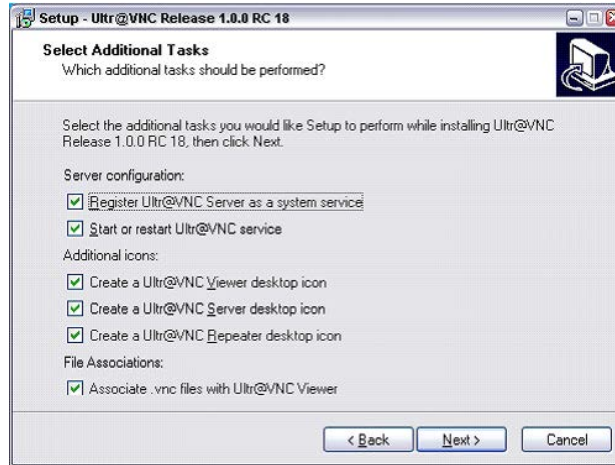 Setup - Ultr@VNC Release 1.0.0 RC 18
Select Additional Tasks
Which additional tasks should be performed?
Select the additional tasks you would like Setup to perform while installing Ultr@VNC
Release 1.0.0 RC 18, then click Next.
Server configuration:
Register Ultr@VNC Server as a system service
Start or restart Ultr@VNC service
Additional icons:
Create a Ultr@VNC Viewer desktop icon
Create a Ultr@VNC Server desktop icon
Create a Ultr@VNC Repeater desktop icon
File Associations:
Associate .vnc files with Ultr@VNC Viewer
< Back Next > Cancel